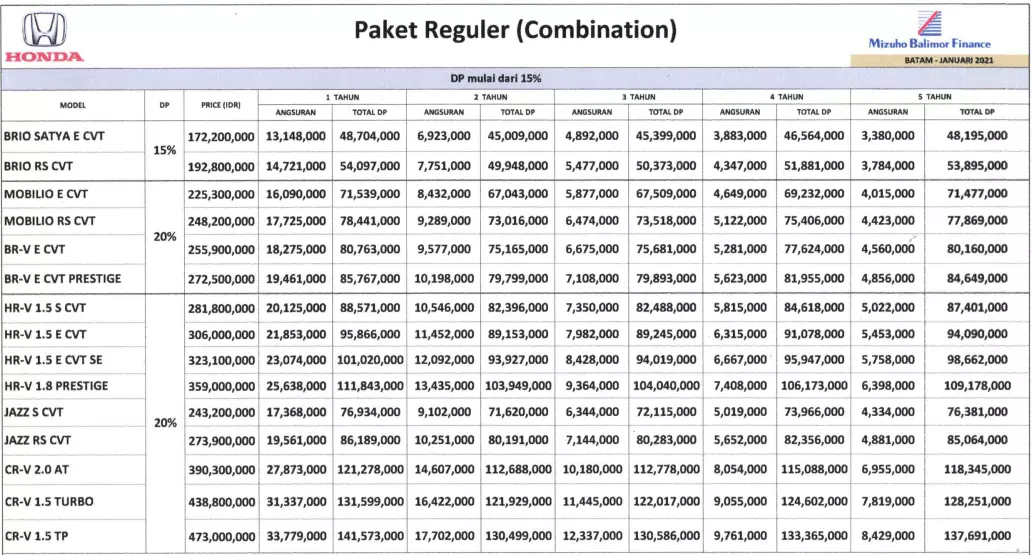 HONDA
Paket Reguler (Combination)
Mizuho Balimor Finance
BATAM - JANUARI 2021
DP mulai dari 15%
MODEL DP PRICE (IDR) 1 TAHUN 2 TAHUN 3 TAHUN 4 TAHUN 5 TAHUN
ANGSURAN TOTAL DP ANGSURAN TOTAL DP ANGSURAN TOTAL DP ANGSURAN TOTAL DP ANGSURAN TOTAL DP
BRIO SATYA E CVT 15% 172,200,000 13,148,000 48,704,000 6,923,000 45,009,000 4,892,000 45,399,000 3,883,000 46,564,000 3,380,000 48,195,000
BRIO RS CVT 192,800,000 14,721,000 54,097,000 7,751,000 49,948,000 5,477,000 50,373,000 4,347,000 51,881,000 3,784,000 53,895,000
MOBILIO E CVT 20% 225,300,000 16,090,000 71,539,000 8,432,000 67,043,000 5,877,000 67,509,000 4,649,000 69,232,000 4,015,000 71,477,000
MOBILIO RS CVT 248,200,000 17,725,000 78,441,000 9,289,000 73,016,000 6,474,000 73,518,000 5,122,000 75,406,000 4,423,000 77,869,000
BR-V E CVT 255,900,000 18,275,000 80,763,000 9,577,000 75,165,000 6,675,000 75,681,000 5,281,000 77,624,000 4,560,000 80,160,000
BR-V E CVT PRESTIGE 272,500,000 19,461,000 85,767,000 10,198,000 79,799,000 7,108,000 79,893,000 5,623,000 81,955,000 4,856,000 84,649,000
HR-V 1.5 S CVT 20% 281,800,000 20,125,000 88,571,000 10,546,000 82,396,000 7,350,000 82,488,000 5,815,000 84,618,000 5,022,000 87,401,000
HR-V 1.5 E CVT 306,000,000 21,853,000 95,866,000 11,452,000 89,153,000 7,982,000 89,245,000 6,315,000 91,078,000 5,453,000 94,090,000
HR-V 1.5 E CVT SE 323,100,000 23,074,000 101,020,000 12,092,000 93,927,000 8,428,000 94,019,000 6,667,000 95,947,000 5,758,000 98,662,000
HR-V 1.8 PRESTIGE 359,000,000 25,638,000 111,843,000 13,435,000 103,949,000 9,364,000 104,040,000 7,408,000 106,173,000 6,398,000 109,178,000
JAZZ S CVT 243,200,000 17,368,000 76,934,000 9,102,000 71,620,000 6,344,000 72,115,000 5,019,000 73,966,000 4,334,000 76,381,000
JAZZ RS CVT 273,900,000 19,561,000 86,189,000 10,251,000 80,191,000 7,144,000 80,283,000 5,652,000 82,356,000 4,881,000 85,064,000
CR-V 2.0 AT 390,300,000 27,873,000 121,278,000 14,607,000 112,688,000 10,180,000 112,778,000 8,054,000 115,088,000 6,955,000 118,345,000
CR-V 1.5 TURBO 438,800,000 31,337,000 131,599,000 16,422,000 121,929,000 11,445,000 122,017,000 9,055,000 124,602,000 7,819,000 128,251,000
CR-V 1.5 TP 473,000,000 33,779,000 141,573,000 17,702,000 130,499,000 12,337,000 130,586,000 9,761,000 133,365,000 8,429,000 137,691,000